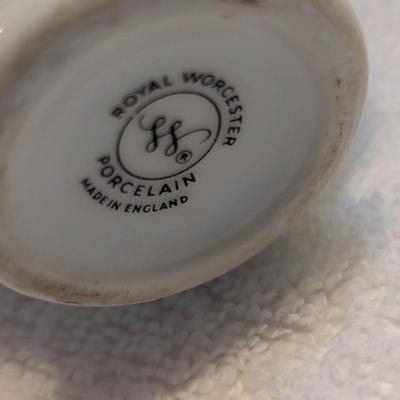 ROYAL WORCESTER
W
®
PORCELAIN
MADE IN ENGLAND